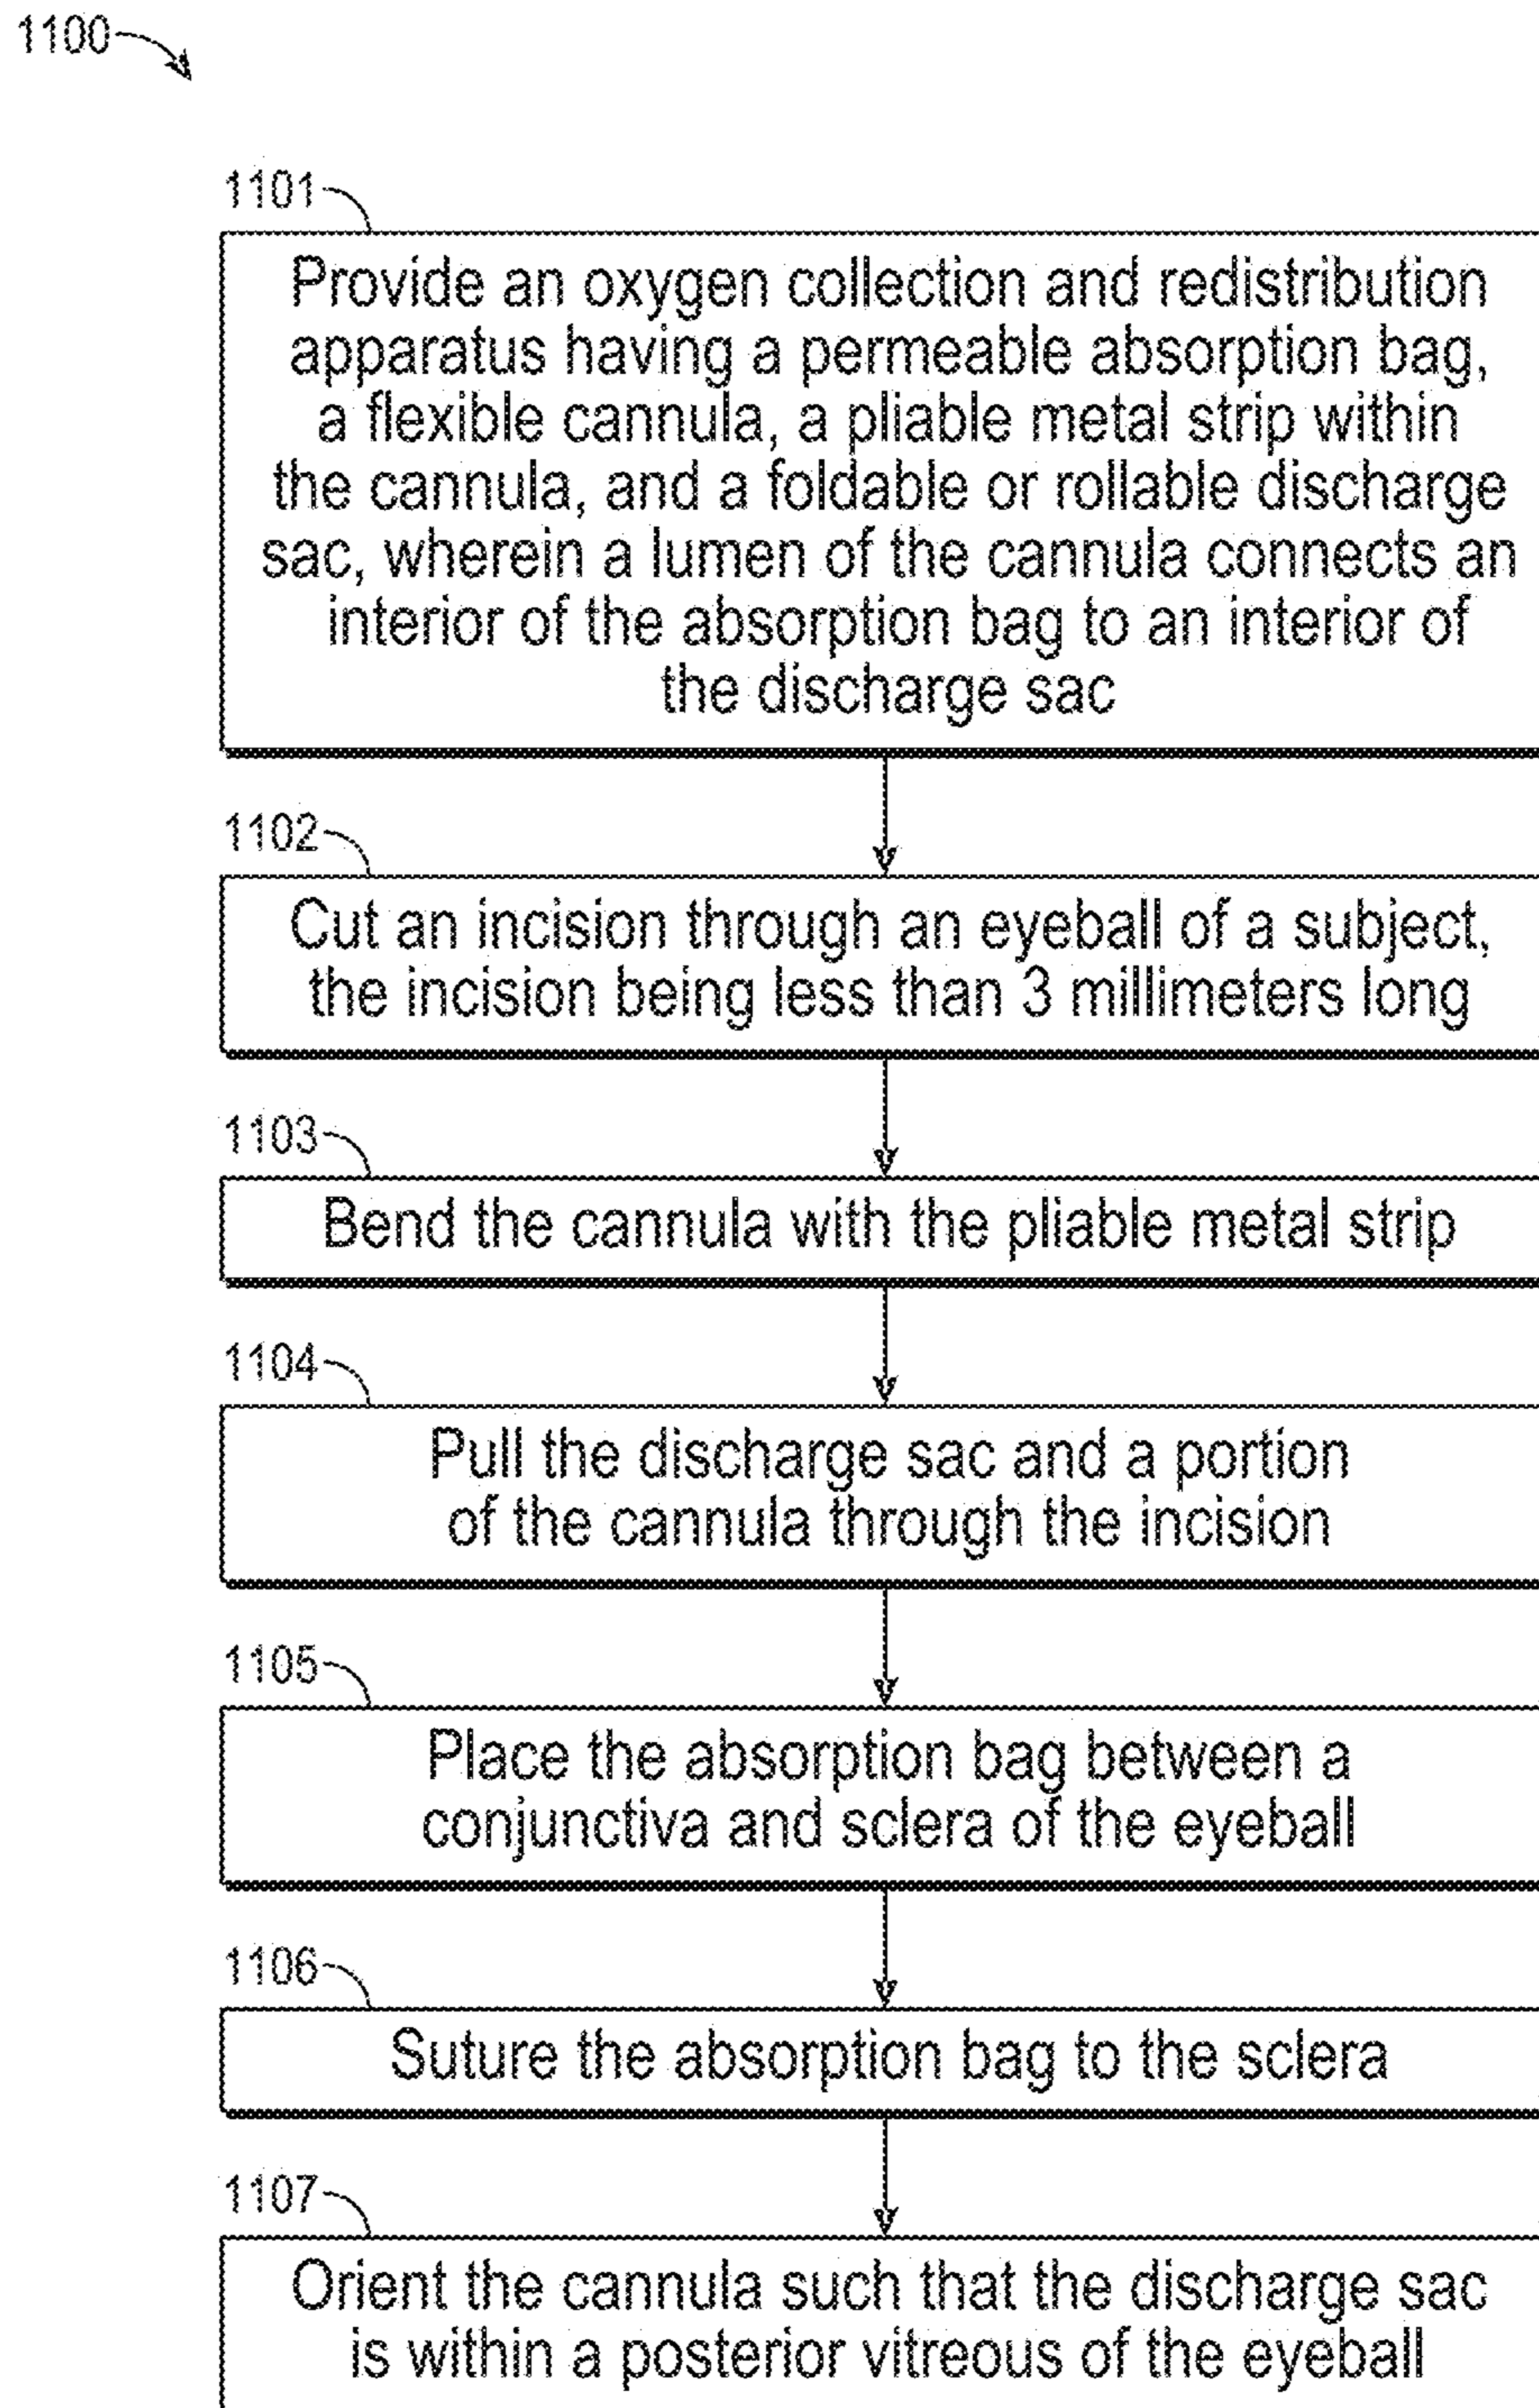 1100
1101
Provide an oxygen collection and redistribution
apparatus having a permeable absorption bag,
a flexible cannula, a pliable metal strip within
the cannula, and a foldable or rollable discharge
sac, wherein a lumen of the cannula connects an
interior of the absorption bag to an interior of
the discharge sac
1102
Cut an incision through an eyeball of a subject,
the incision being less than 3 millimeters long
1103
Bend the cannula with the pliable metal strip
1104
Pull the discharge sac and a portion
of the cannula through the incision
1105
Place the absorption bag between a
conjunctiva and sclera of the eyeball
1106
Suture the absorption bag to the sclera
1107
Orient the cannula such that the discharge sac
is within a posterior vitreous of the eyeball